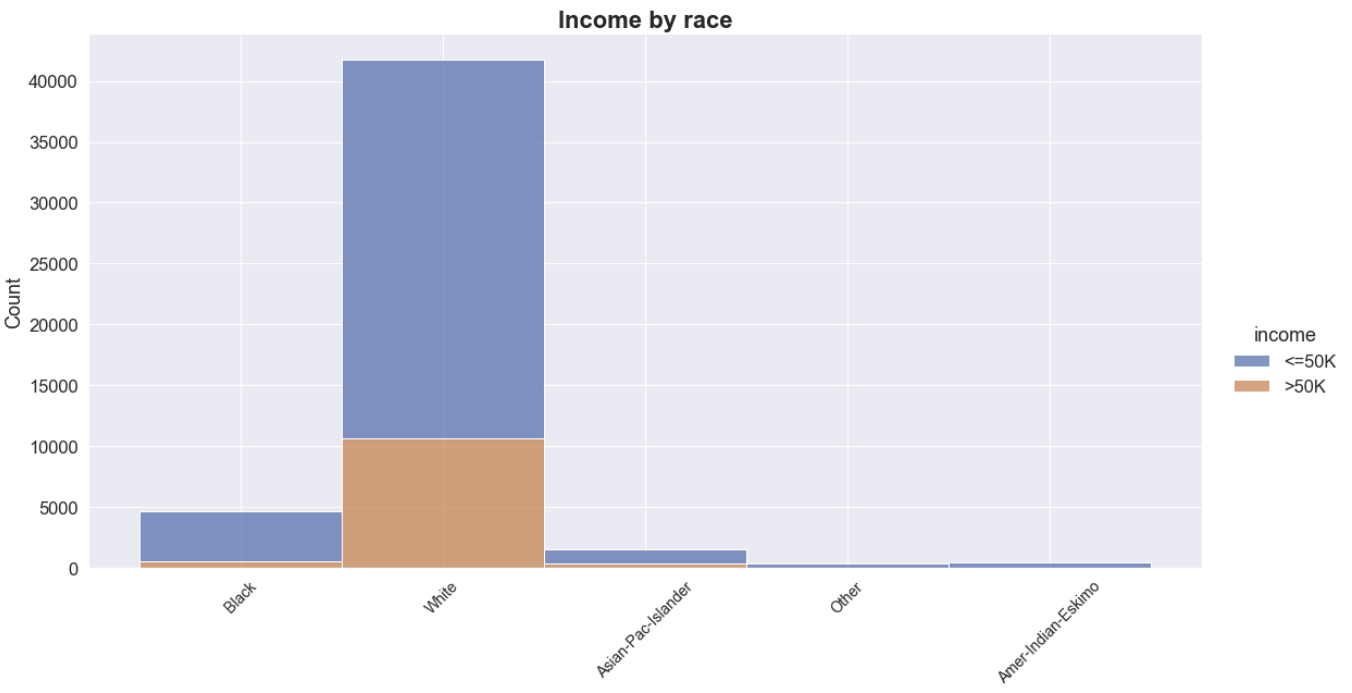 Income by race
40000
35000
30000
25000
20000
15000
10000
5000
0
Count
Black
White
Asian-Pac-Islander
Other
Amer-Indian-Eskimo
income
<=50K
>50K